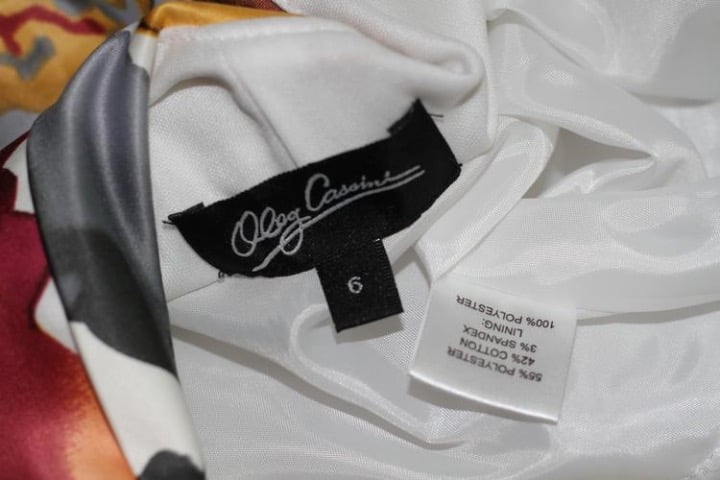 Oleg Cassini
6
55% POLYESTER
42% COTTON
3% SPANDEX
LINING:
100% POLYESTER